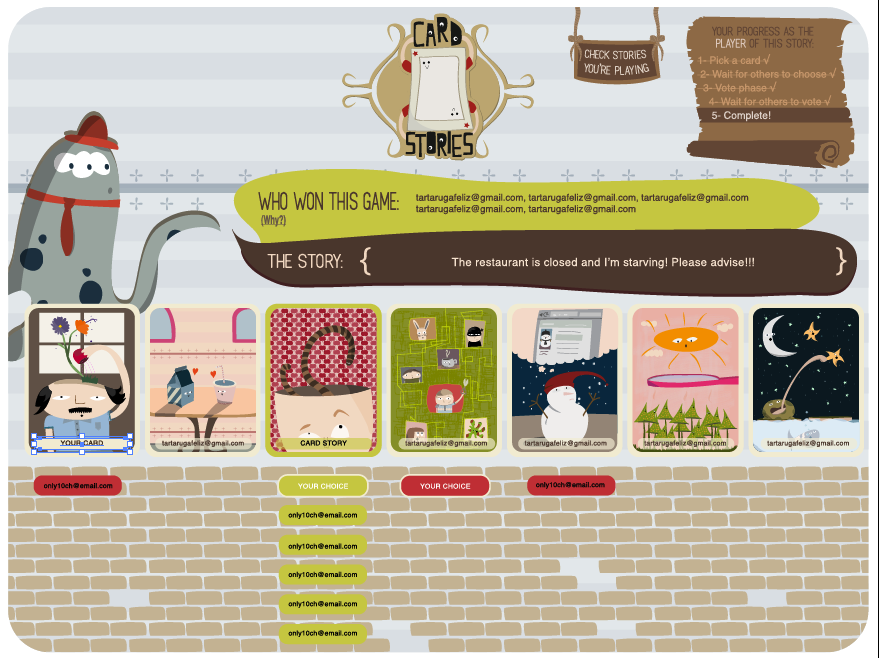 CARD
STORIES
CHECK STORIES
YOU'RE PLAYING
YOUR PROGRESS AS THE
PLAYER OF THIS STORY:
1- Pick a card √
2- Wait for others to choose √
3- Vote phase √
4- Wait for others to vote √
5- Complete!
WHO WON THIS GAME:
(Why?)
tartarugafeliz@gmail.com, tartarugafeliz@gmail.com, tartarugafeliz@gmail.com
tartarugafeliz@gmail.com, tartarugafeliz@gmail.com
THE STORY:
{ The restaurant is closed and I'm starving! Please advise!!! }
YOUR CARD
tartarugafeliz@gmail.com
CARD STORY
tartarugafeliz@gmail.com
tartarugafeliz@gmail.com
tartarugafeliz@gmail.com
tartarugafeliz@gmail.com
only10ch@email.com
YOUR CHOICE
YOUR CHOICE
only10ch@email.com
only10ch@email.com
only10ch@email.com
only10ch@email.com
only10ch@email.com
only10ch@email.com